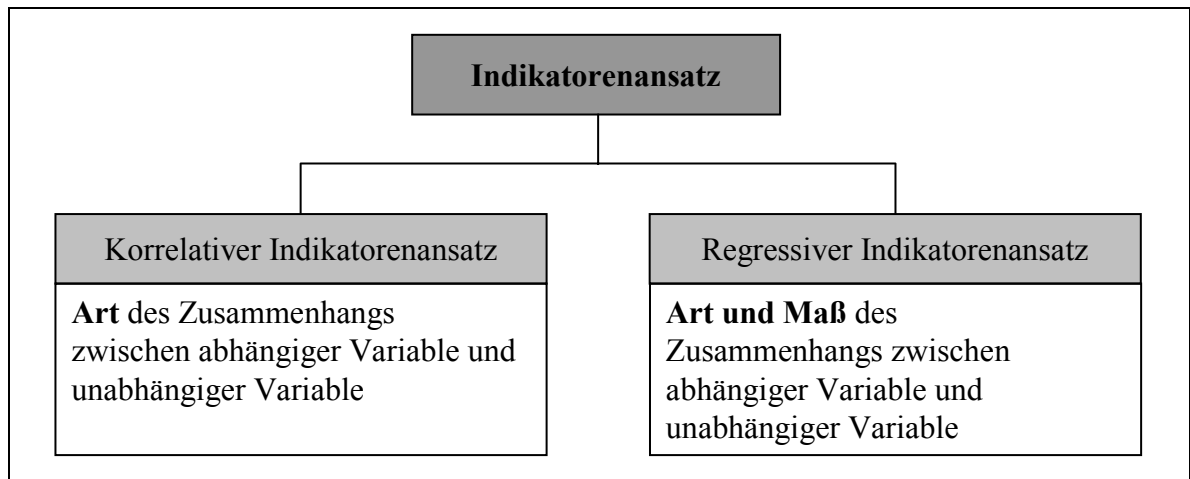 Indikatorenansatz
Korrelativer Indikatorenansatz
Art des Zusammenhangs
zwischen abhängiger Variable und
unabhängiger Variable
Regressiver Indikatorenansatz
Art und Maß des
Zusammenhangs zwischen
abhängiger Variable und
unabhängiger Variable